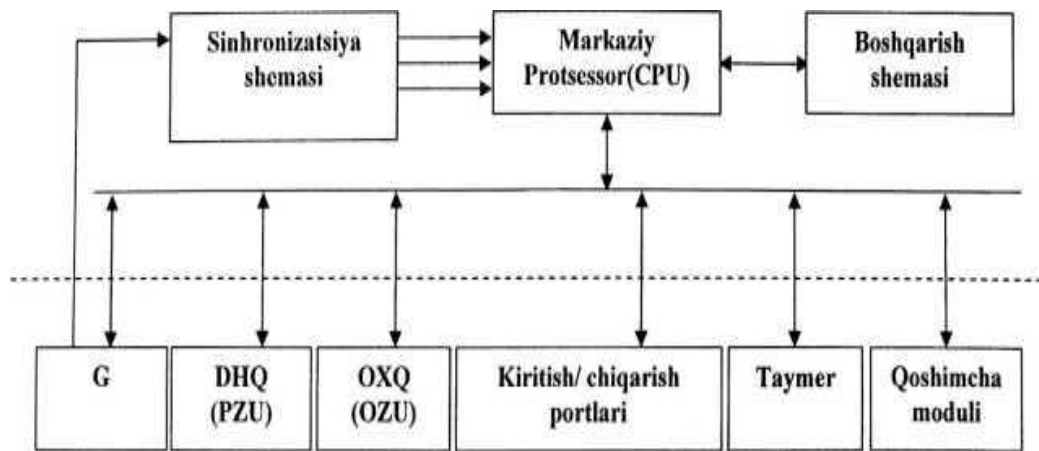 Sinhronizatsiya
shemasi
Markaziy
Protsessor(CPU)
Boshqarish
shemasi
G
DHQ
(PZU)
OXQ
(OZU)
Kiritish/ chiqarish
portlari
Taymer
Qoshimcha
moduli